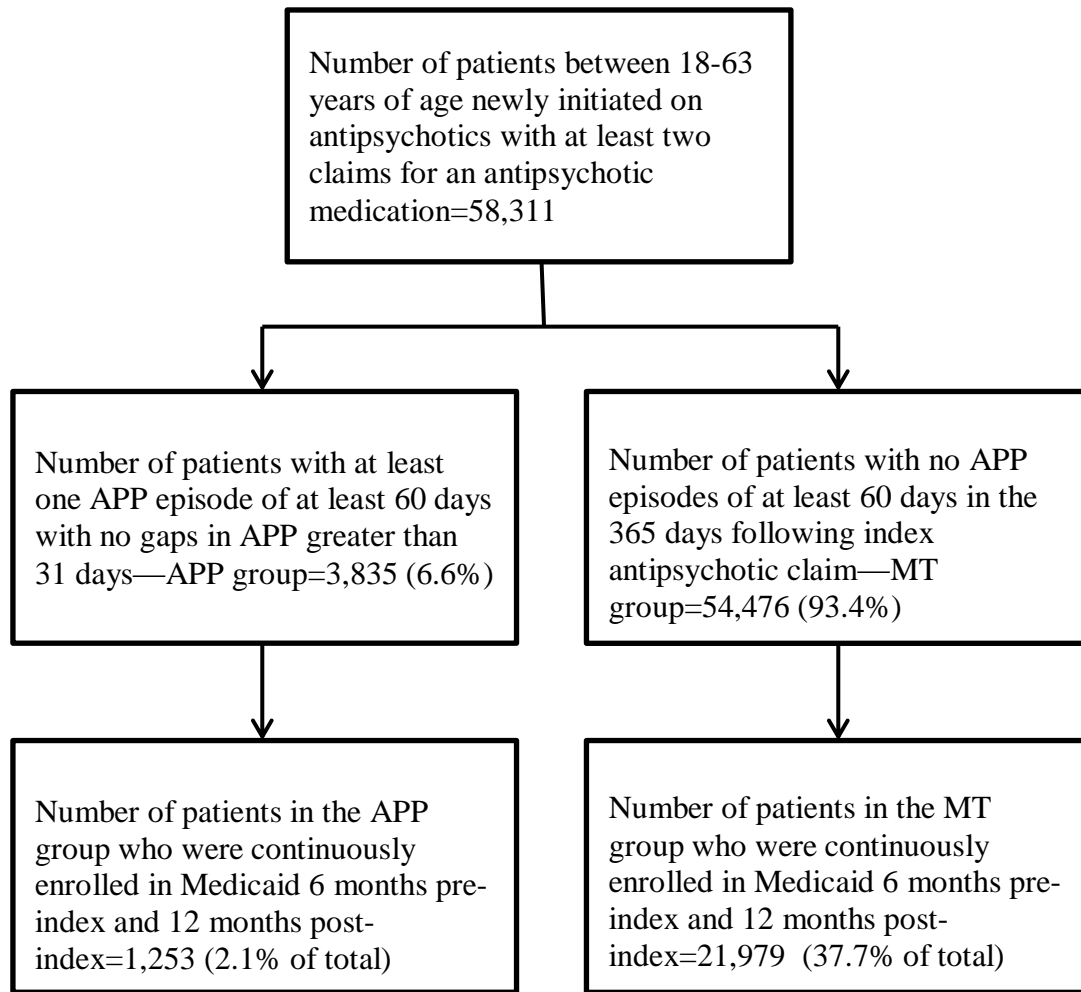 Number of patients between 18-63
years of age newly initiated on
antipsychotics with at least two
claims for an antipsychotic
medication=58,311
Number of patients with at least
one APP episode of at least 60 days
with no gaps in APP greater than
31 days—APP group=3,835 (6.6%)
Number of patients with no APP
episodes of at least 60 days in the
365 days following index
antipsychotic claim—MT
group=54,476 (93.4%)
Number of patients in the APP
group who were continuously
enrolled in Medicaid 6 months pre-
index and 12 months post-
index=1,253 (2.1% of total)
Number of patients in the MT
group who were continuously
enrolled in Medicaid 6 months pre-
index and 12 months post-
index=21,979  (37.7% of total)